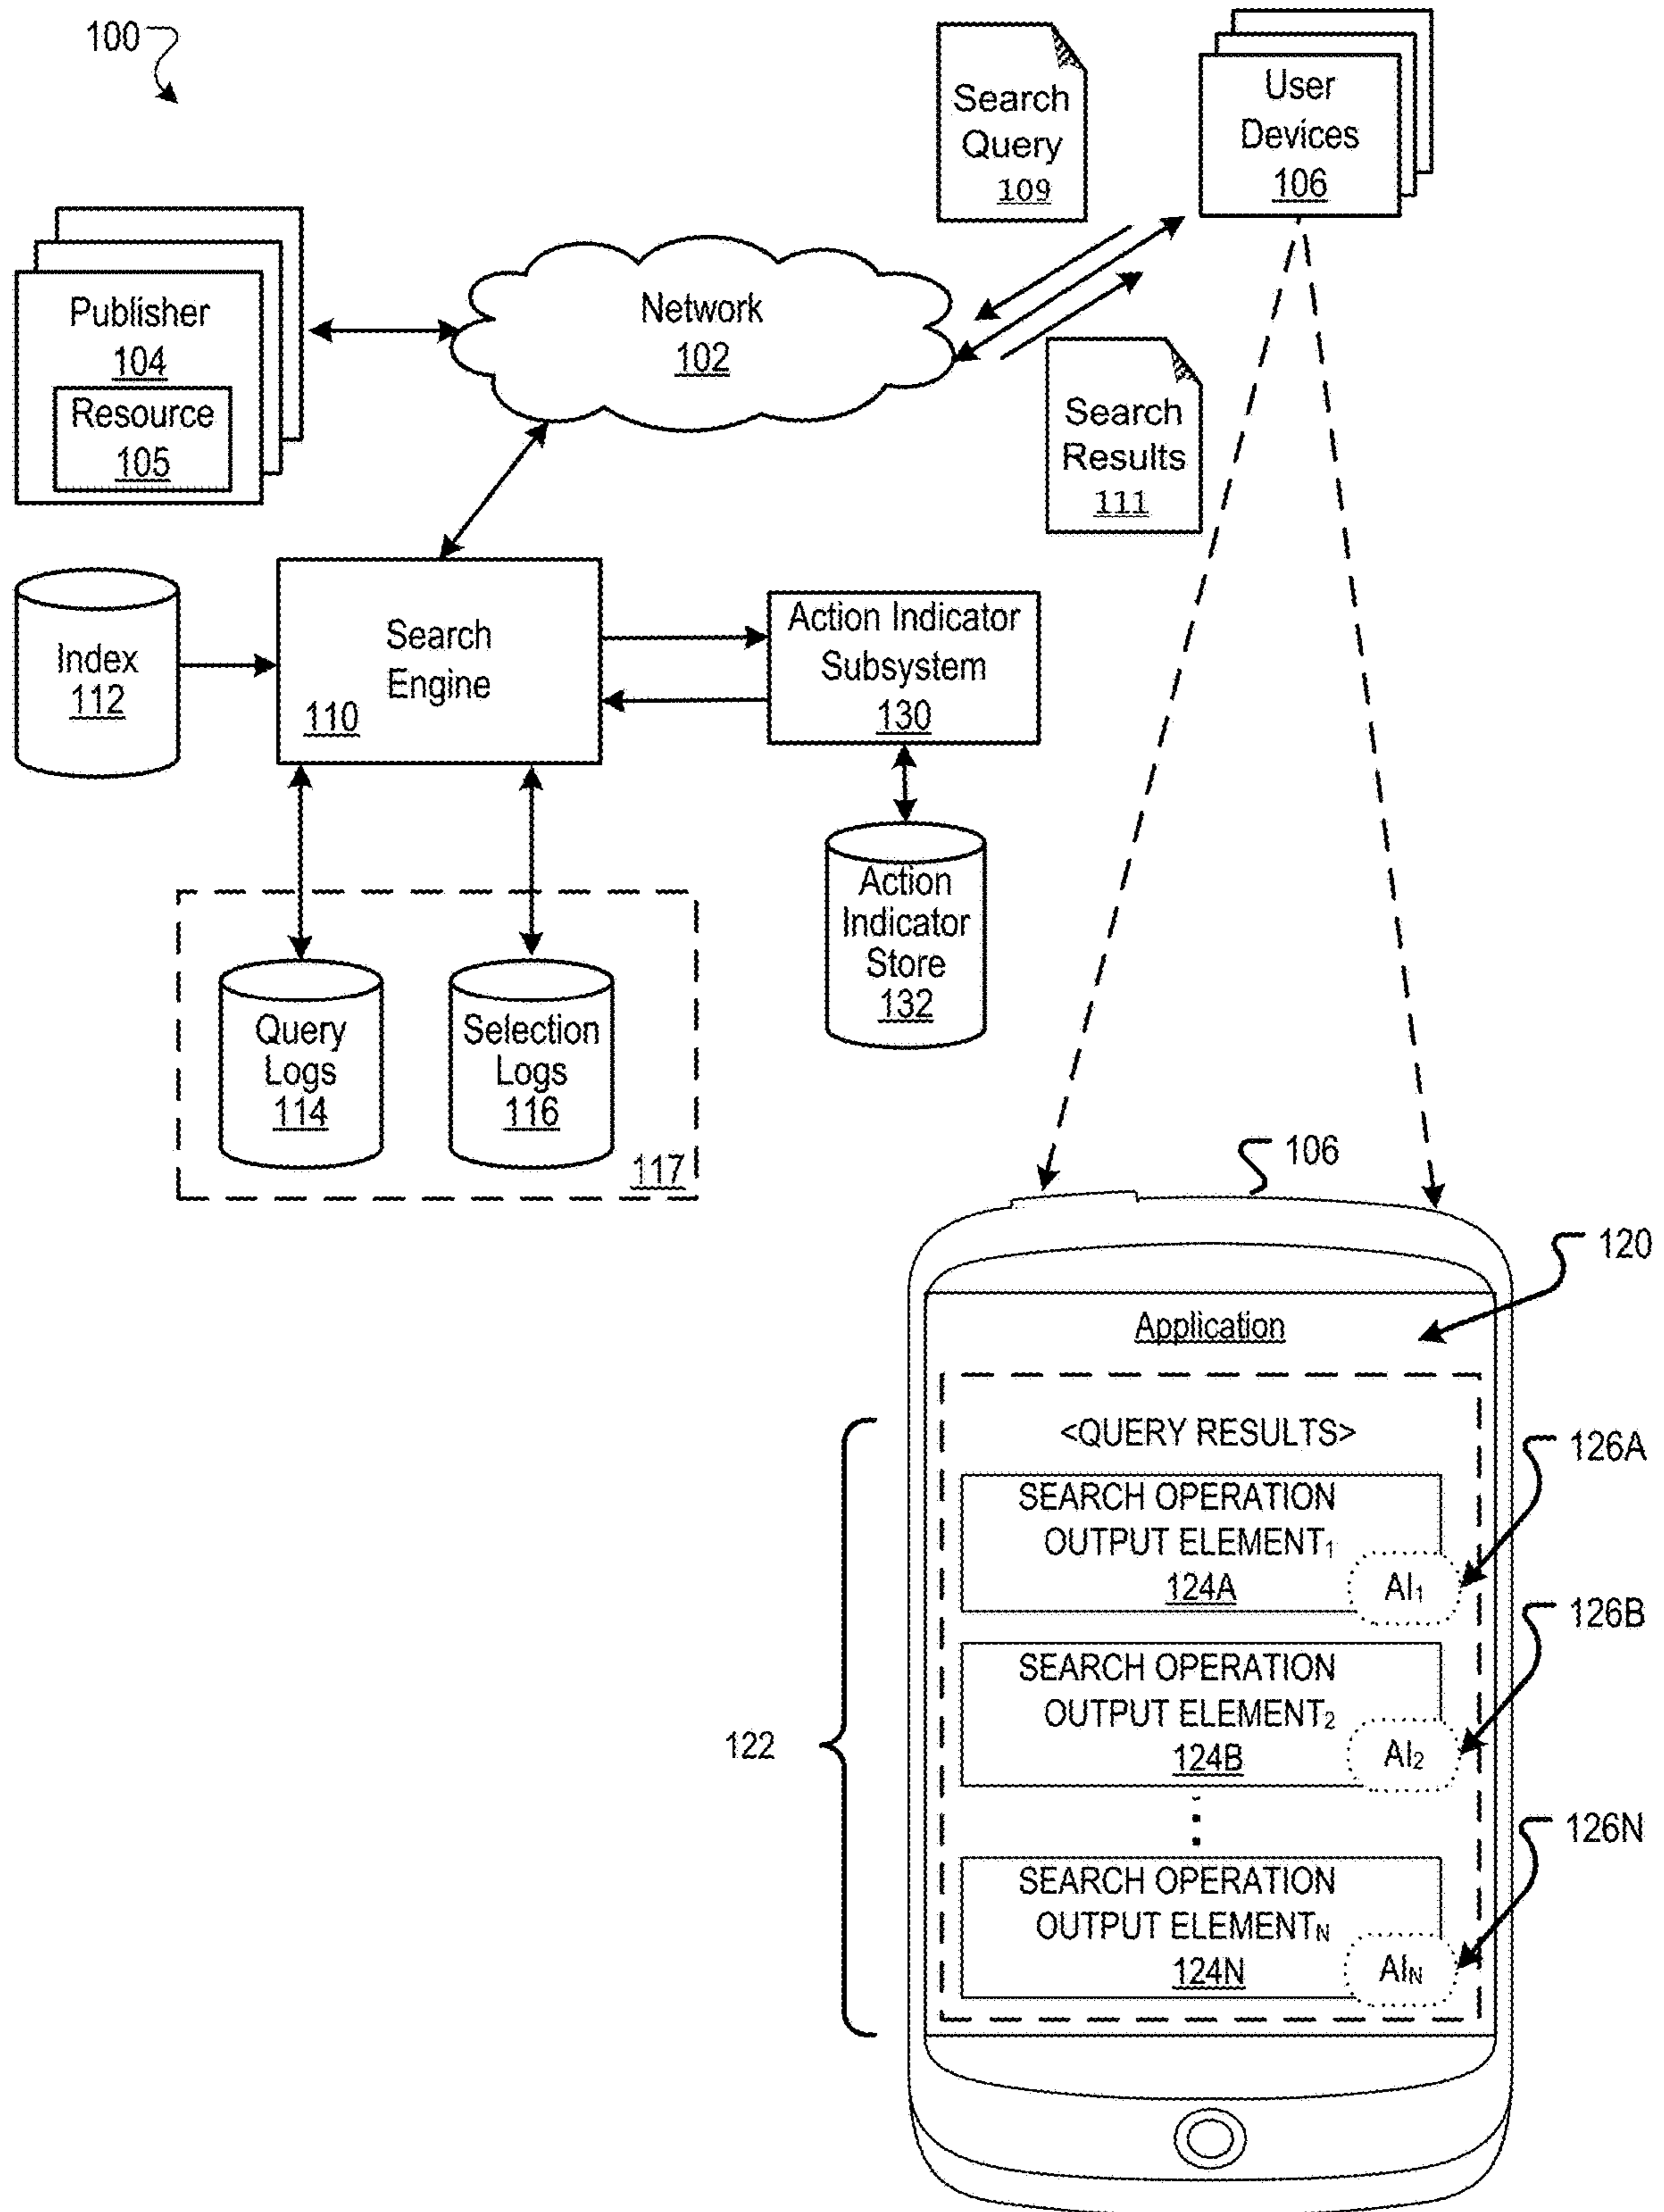 100
Search
Query
109
User
Devices
106
Publisher
104
Resource
105
Network
102
Search
Results
111
Index
112
Search
Engine
110
Action Indicator
Subsystem
130
Action
Indicator
Store
132
Query
Logs
114
Selection
Logs
116
117
106
120
Application
<QUERY RESULTS>
126A
SEARCH OPERATION
OUTPUT ELEMENT₁
124A
AI₁
126B
SEARCH OPERATION
OUTPUT ELEMENT₂
124B
AI₂
122
126N
SEARCH OPERATION
OUTPUT ELEMENT_N
124N
AI_N